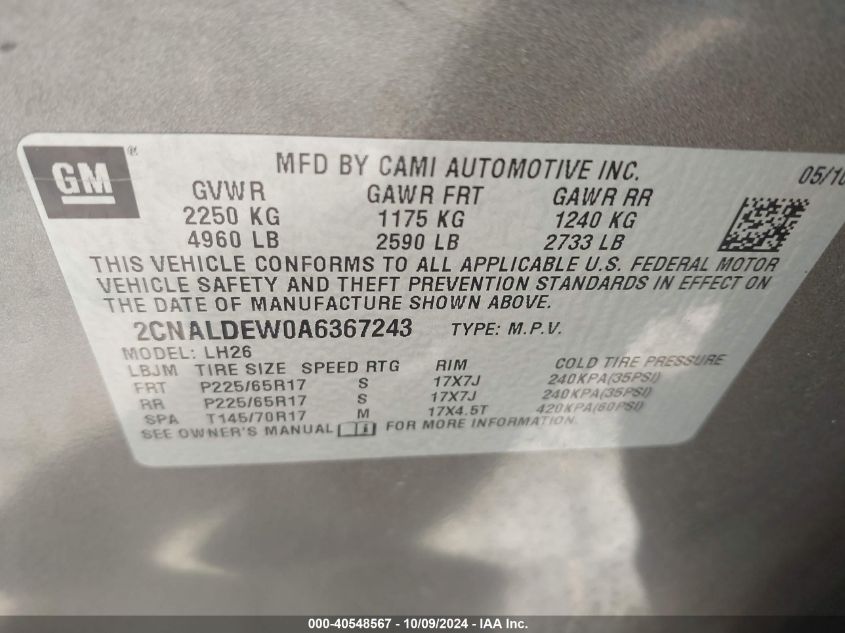 GM®
MFD BY CAMI AUTOMOTIVE INC.
05/10
GVWR GAWR FRT GAWR RR
2250 KG 1175 KG 1240 KG
4960 LB 2590 LB 2733 LB
THIS VEHICLE CONFORMS TO ALL APPLICABLE U.S. FEDERAL MOTOR
VEHICLE SAFETY AND THEFT PREVENTION STANDARDS IN EFFECT ON
THE DATE OF MANUFACTURE SHOWN ABOVE.
2CNALDEW0A6367243 TYPE: M.P.V.
MODEL: LH26
LBJM TIRE SIZE SPEED RTG RIM COLD TIRE PRESSURE
FRT P225/65R17 S 17X7J 240KPA(35PSI)
RR P225/65R17 S 17X7J 240KPA(35PSI)
SPA T145/70R17 M 17X4.5T 420KPA(60PSI)
SEE OWNER'S MANUAL FOR MORE INFORMATION.
000-40548567 - 10/09/2024 - IAA Inc.